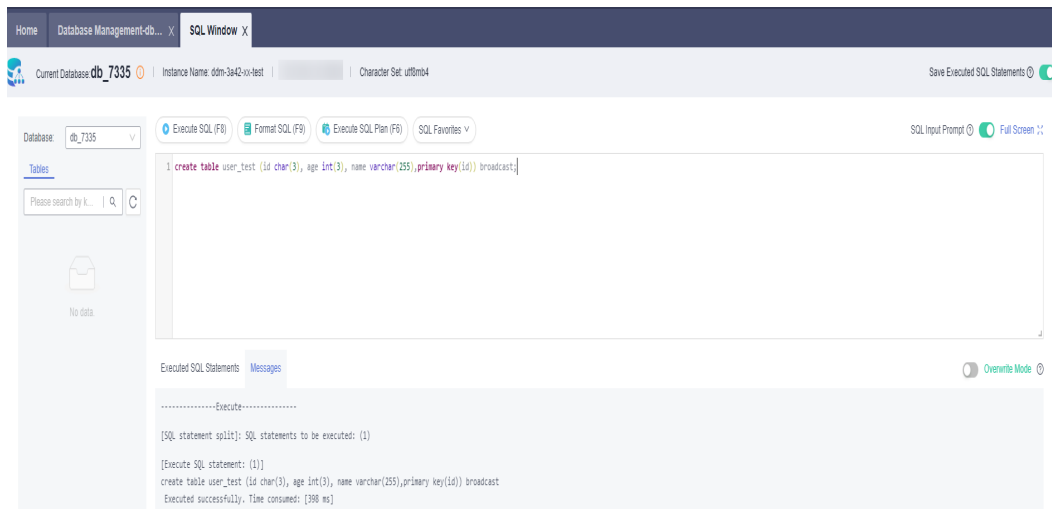 Home Database Management-db... X SQL Window X
Current Database:db_7335 | Instance Name: ddm-3a42-xx-test | | Character Set: utf8mb4 Save Executed SQL Statements
Database: db_7335
Execute SQL (F8) Format SQL (F9) Execute SQL Plan (F6) SQL Favorites SQL Input Prompt Full Screen
Tables
1 create table user_test (id char(3), age int(3), name varchar(255),primary key(id)) broadcast;
Please search by k...
No data
Executed SQL Statements Messages Overwrite Mode
---------------Execute---------------
[SQL statement split]: SQL statements to be executed: (1)
[Execute SQL statement: (1)]
create table user_test (id char(3), age int(3), name varchar(255),primary key(id)) broadcast
Executed successfully. Time consumed: [398 ms]